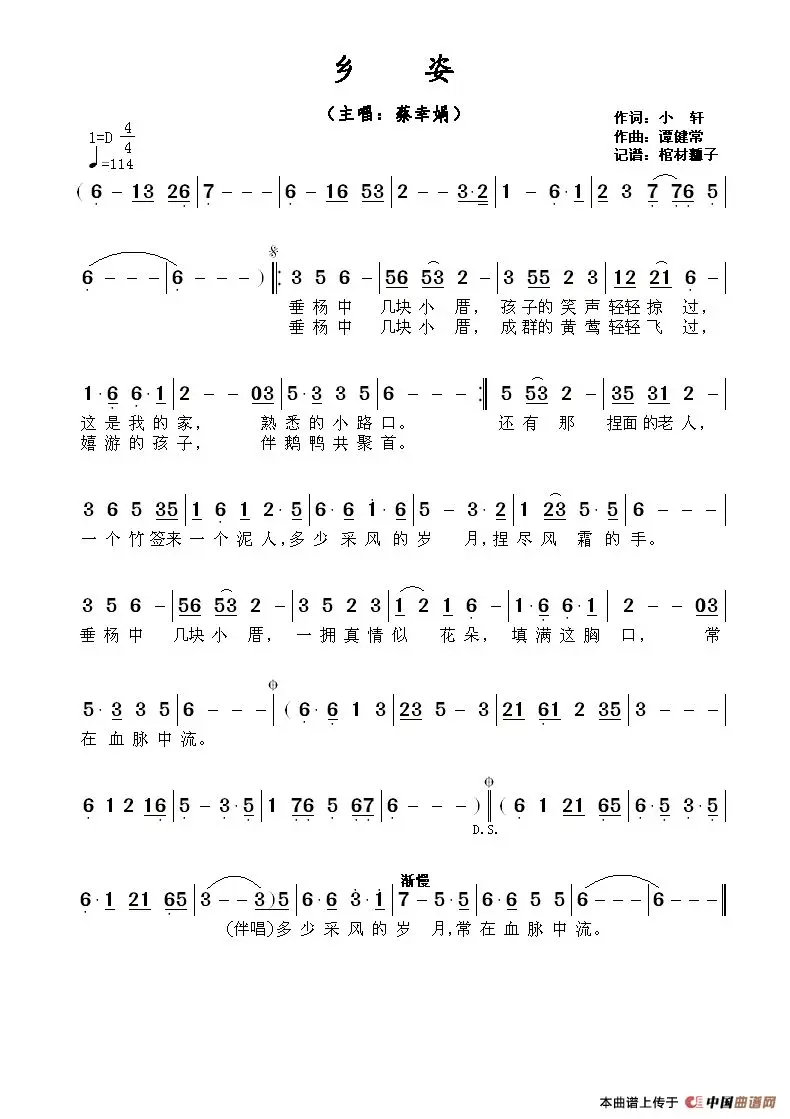 乡 姿
（主唱：蔡幸娟）
作词：小 轩
作曲：谭健常
记谱：棺材瓤子
1=D 4/4
♩=114
( 6 - 13 26 | 7 - - - | 6 - 16 53 | 2 - - 3·2 | 1 - 6·1 | 2 3 7 76 5 |
6 - - - | 6 - - - ) ‖: 3 5 6 - | 56 53 2 - | 3 55 2 3 | 12 21 6 - |
垂杨中 几块小厝，孩子的笑声轻轻掠过，
垂杨中 几块小厝，成群的黄莺轻轻飞过，
1·6 6·1 | 2 - - 03 | 5·3 3 5 | 6 - - - :‖ 5 53 2 - | 35 31 2 - |
这是我的家， 熟悉的小路口。 还有那 捏面的老人，
嬉游的孩子， 伴鹅鸭共聚首。
3 6 5 35 | 1 6 1 2·5 | 6·6 1·6 | 5 - 3·2 | 1 23 5·5 | 6 - - - |
一个竹签来一个泥人,多少采风的岁 月,捏尽风 霜的手。
3 5 6 - | 56 53 2 - | 3 5 2 3 | 1 2 1 6 - | 1·6 6·1 | 2 - - 03 |
垂杨中 几块小厝，一拥真情似 花朵，填满这胸口， 常
5·3 3 5 | 6 - - - | ( 6·6 1 3 | 23 5 - 3 | 21 61 2 35 | 3 - - - |
在血脉中流。
6 1 2 16 | 5 - 3·5 | 1 76 5 67 | 6 - - - ) ‖ ( 6 1 21 65 | 6·5 3·5 |
D.S.
渐慢
6·1 21 65 | 3 - - 3 ) 5 | 6·6 3·1 | 7 - 5·5 | 6·6 5 5 | 6 - - - | 6 - - - ‖
(伴唱)多少采风的岁 月,常在血脉中流。
本曲谱上传于 中国曲谱网